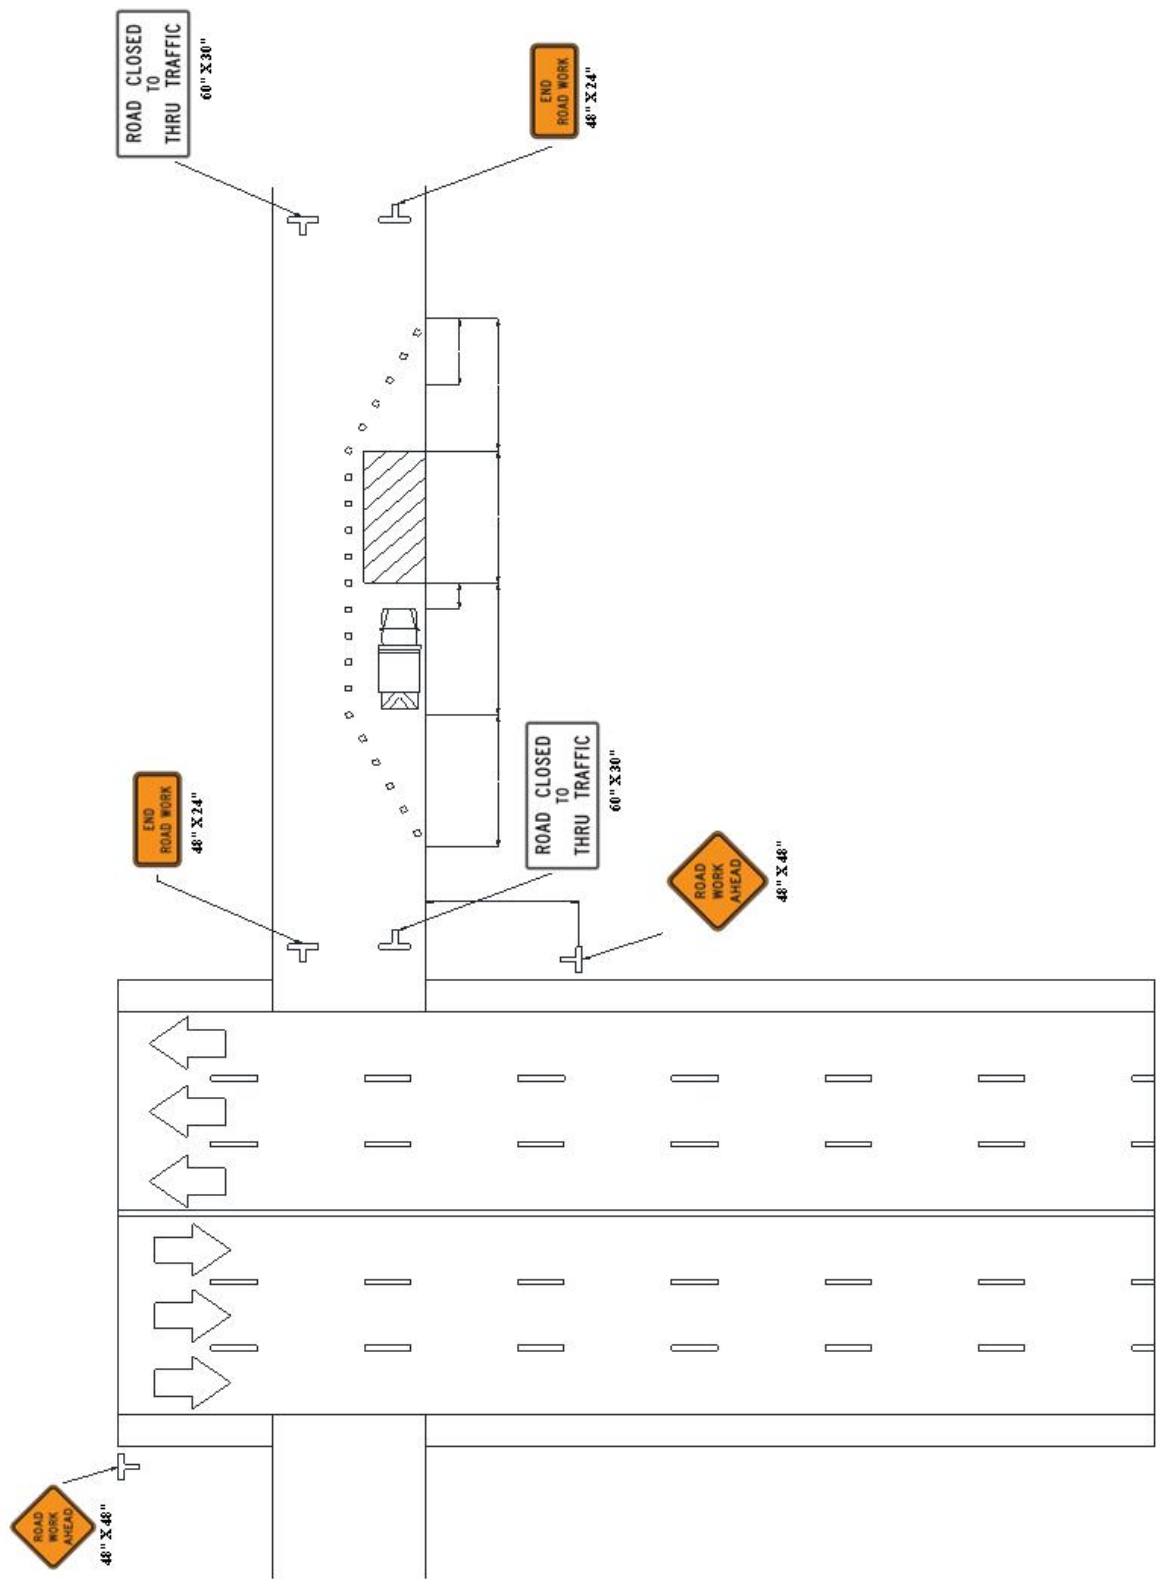 ROAD CLOSED
TO
THRU TRAFFIC
60" X 30"
END
ROAD WORK
48" X 24"
END
ROAD WORK
48" X 24"
ROAD CLOSED
TO
THRU TRAFFIC
60" X 30"
ROAD
WORK
AHEAD
48" X 48"
ROAD
WORK
AHEAD
48" X 48"